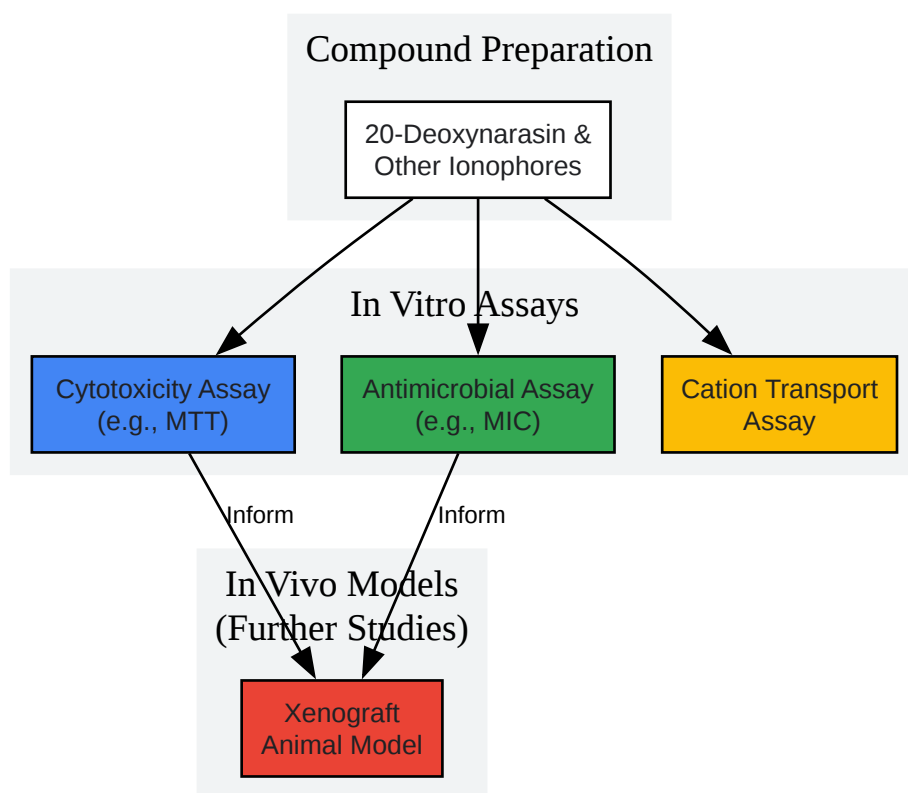 Compound Preparation
20-Deoxynarasin &
Other Ionophores
In Vitro Assays
Cytotoxicity Assay
(e.g., MTT)
Antimicrobial Assay
(e.g., MIC)
Cation Transport
Assay
Inform
Inform
In Vivo Models
(Further Studies)
Xenograft
Animal Model